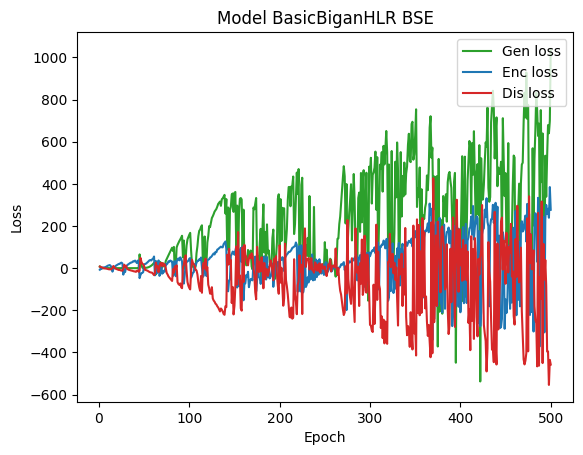 Model BasicBiganHLR BSE
Gen loss
Enc loss
Dis loss
1000
800
600
400
200
0
−200
−400
−600
Loss
0 100 200 300 400 500
Epoch